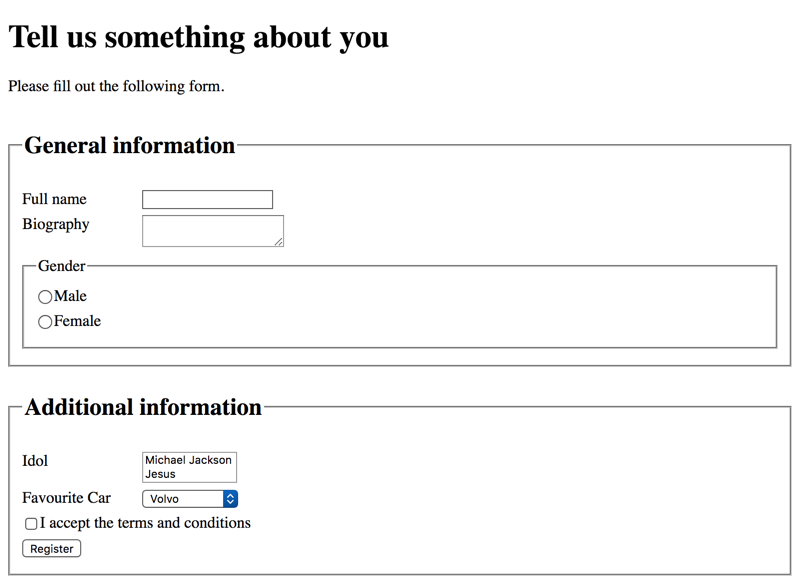 Tell us something about you
Please fill out the following form.
General information
Full name
Biography
Gender
Male
Female
Additional information
Idol
Michael Jackson
Jesus
Favourite Car
Volvo
I accept the terms and conditions
Register